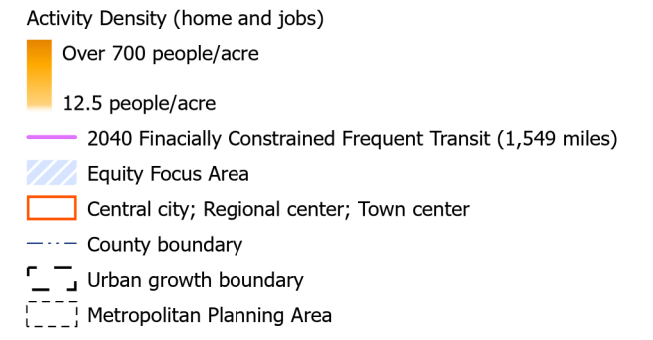 Activity Density (home and jobs)
Over 700 people/acre
12.5 people/acre
2040 Finacially Constrained Frequent Transit (1,549 miles)
Equity Focus Area
Central city; Regional center; Town center
County boundary
Urban growth boundary
Metropolitan Planning Area